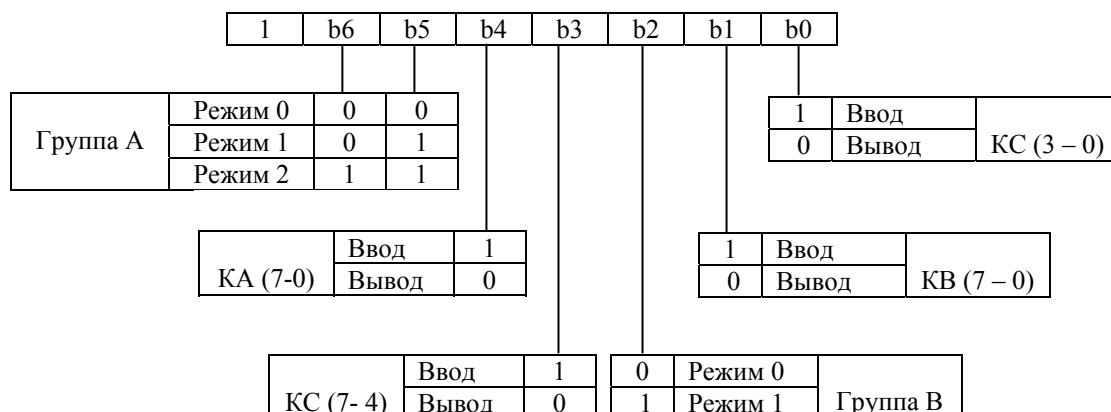 1 b6 b5 b4 b3 b2 b1 b0
Группа А
Режим 0 0 0
Режим 1 0 1
Режим 2 1 1
1 Ввод
0 Вывод
КС (3 – 0)
КА (7-0)
Ввод 1
Вывод 0
1 Ввод
0 Вывод
КВ (7 – 0)
КС (7- 4)
Ввод 1
Вывод 0
0 Режим 0
1 Режим 1
Группа В